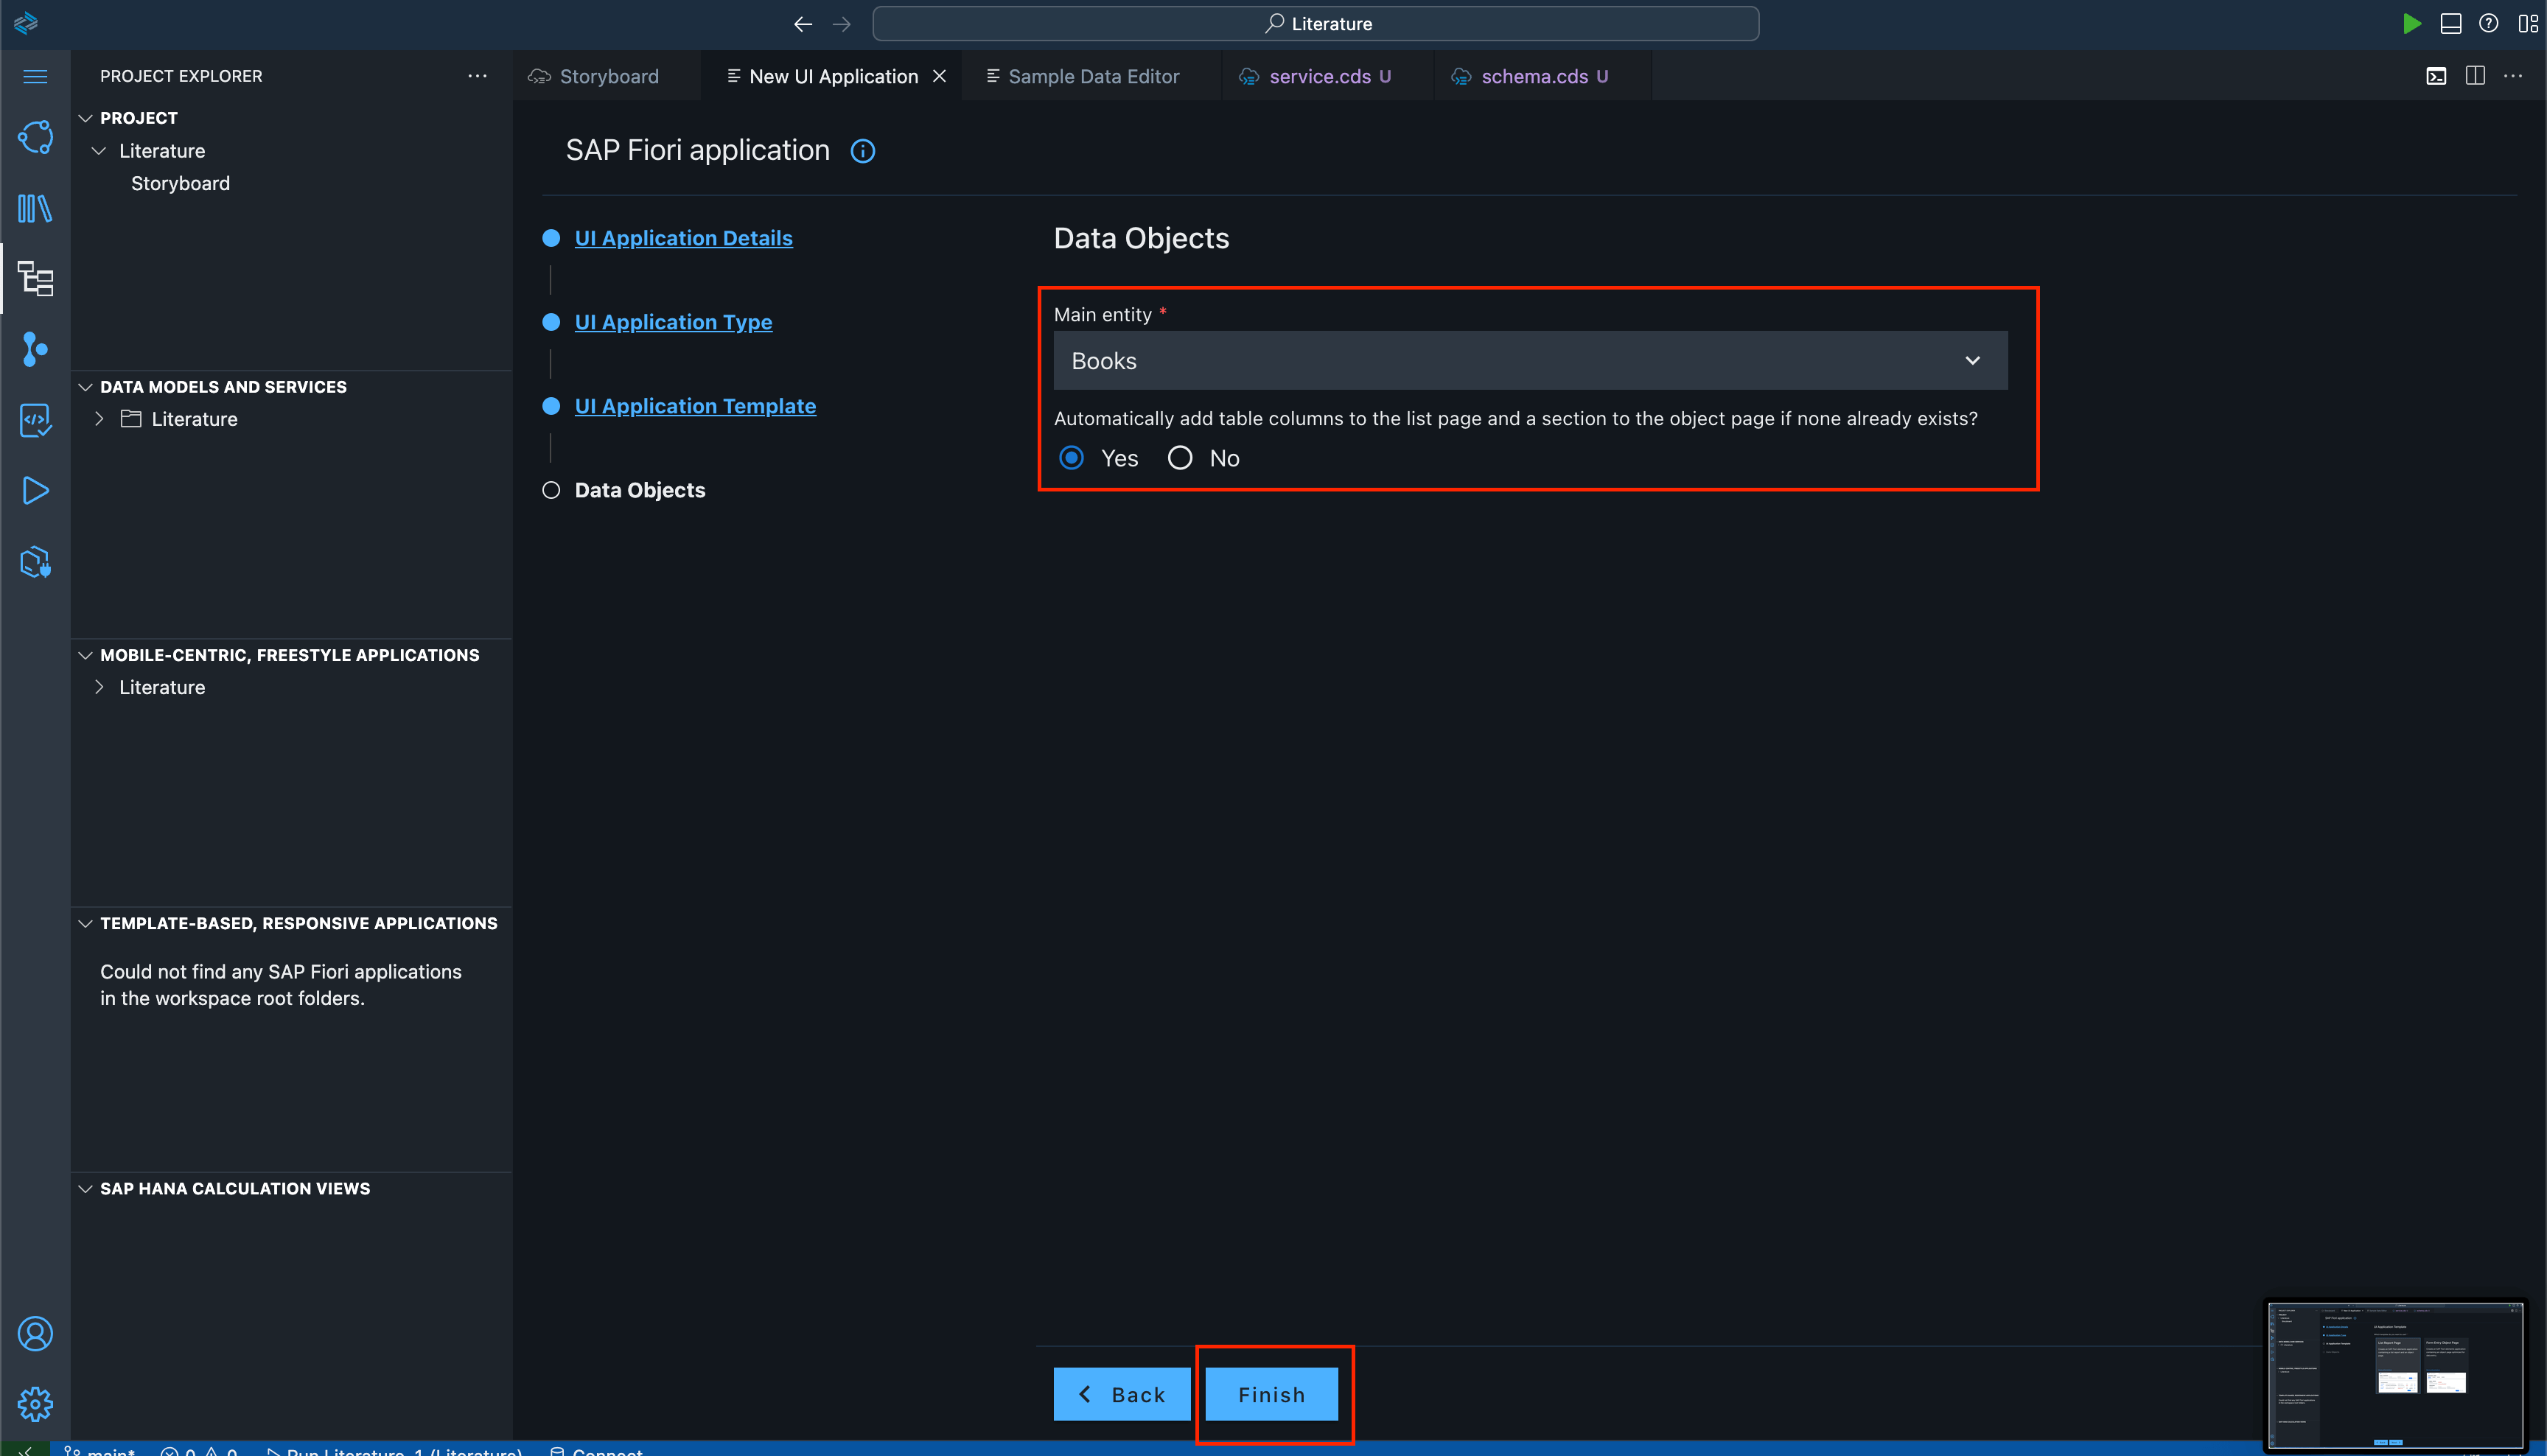 Literature
PROJECT EXPLORER
PROJECT
Literature
Storyboard
DATA MODELS AND SERVICES
Literature
MOBILE-CENTRIC, FREESTYLE APPLICATIONS
Literature
TEMPLATE-BASED, RESPONSIVE APPLICATIONS
Could not find any SAP Fiori applications
in the workspace root folders.
SAP HANA CALCULATION VIEWS
Storyboard
New UI Application
Sample Data Editor
service.cds U
schema.cds U
SAP Fiori application
UI Application Details
UI Application Type
UI Application Template
Data Objects
Data Objects
Main entity *
Books
Automatically add table columns to the list page and a section to the object page if none already exists?
Yes No
Back Finish
main* 0 0 Run Literature-1 (Literature) Connect